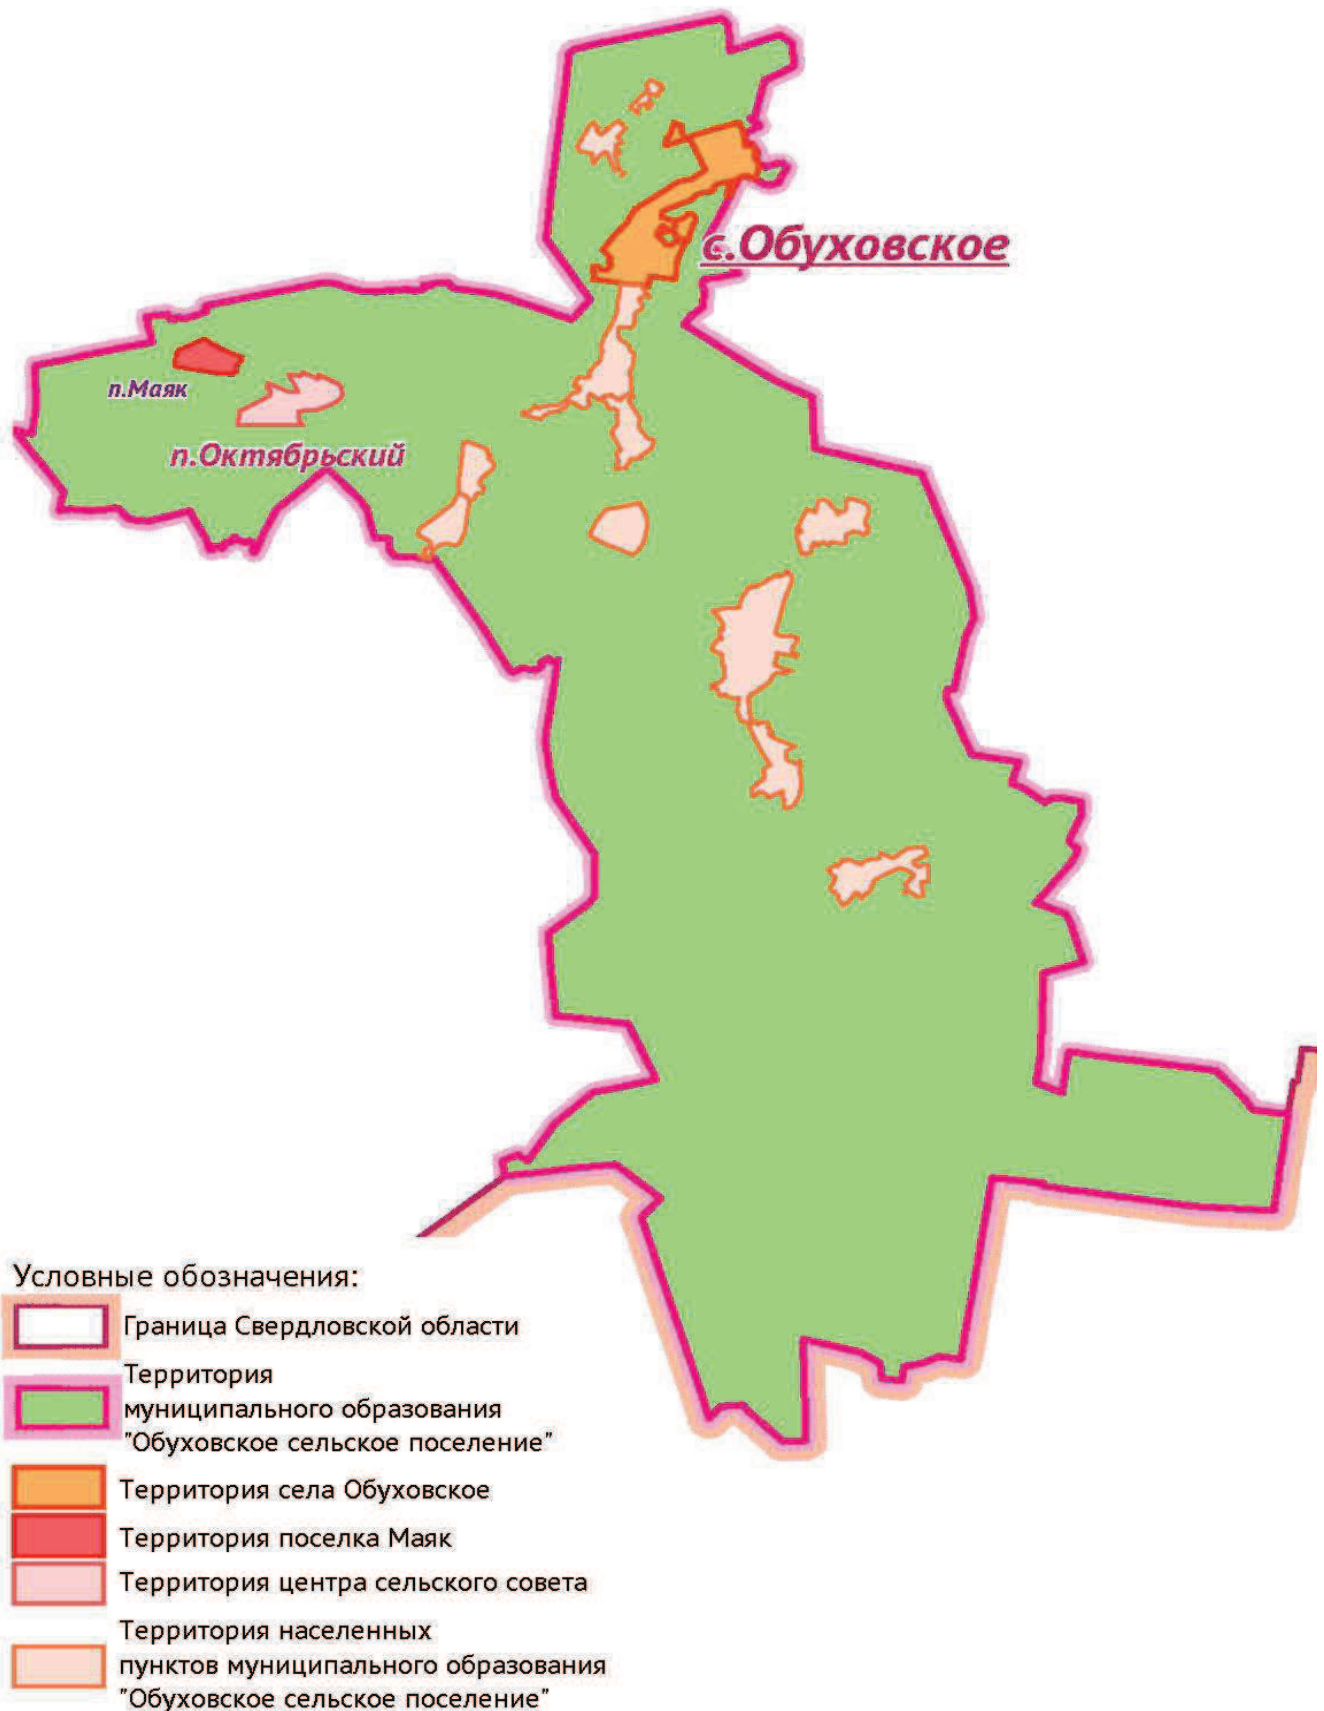 с.Обуховское
п.Маяк
п.Октябрьский
Условные обозначения:
Граница Свердловской области
Территория
муниципального образования
"Обуховское сельское поселение"
Территория села Обуховское
Территория поселка Маяк
Территория центра сельского совета
Территория населенных
пунктов муниципального образования
"Обуховское сельское поселение"